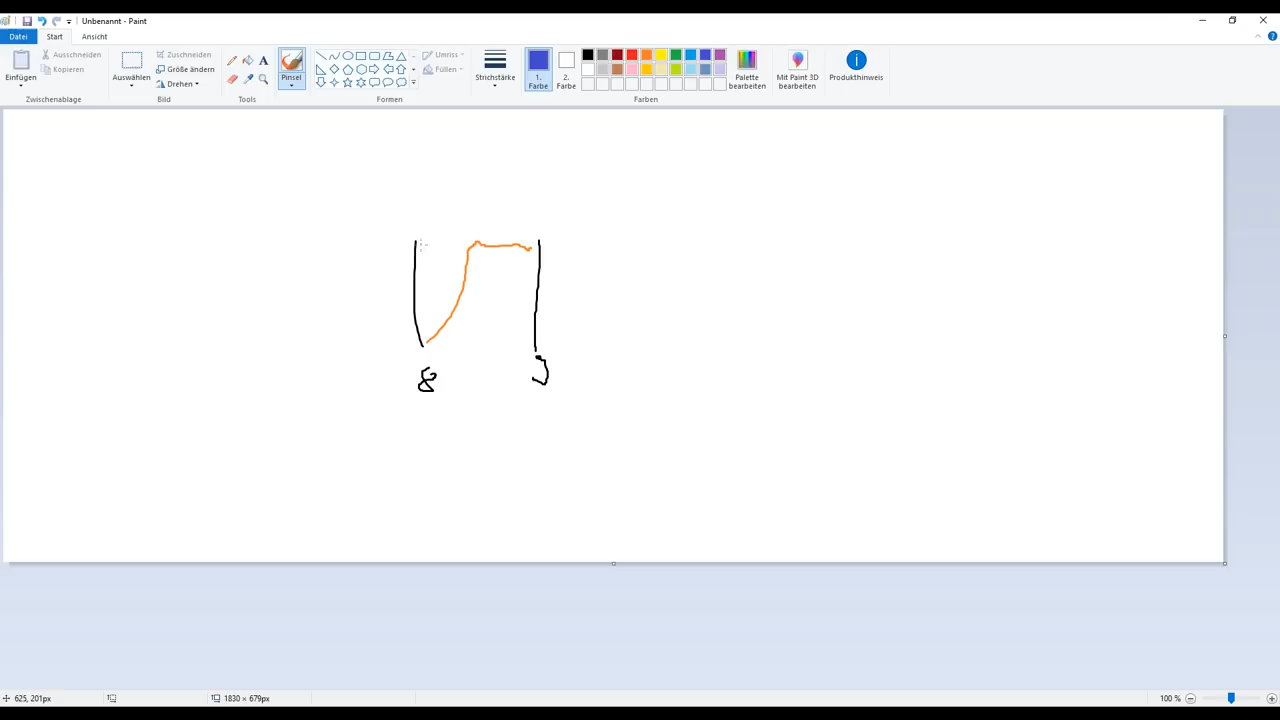 Unbenannt - Paint
Datei Start Ansicht
Einfügen
Ausschneiden
Kopieren
Zwischenablage
Auswählen
Zuschneiden
Größe ändern
Drehen
Bild
Tools
Pinsel
Formen
Umriss
Füllen
Strichstärke
1.
Farbe
2.
Farbe
Farben
Palette
bearbeiten
Mit Paint 3D
bearbeiten
Produkthinweis
8
625, 201px
1830 × 679px
100 %